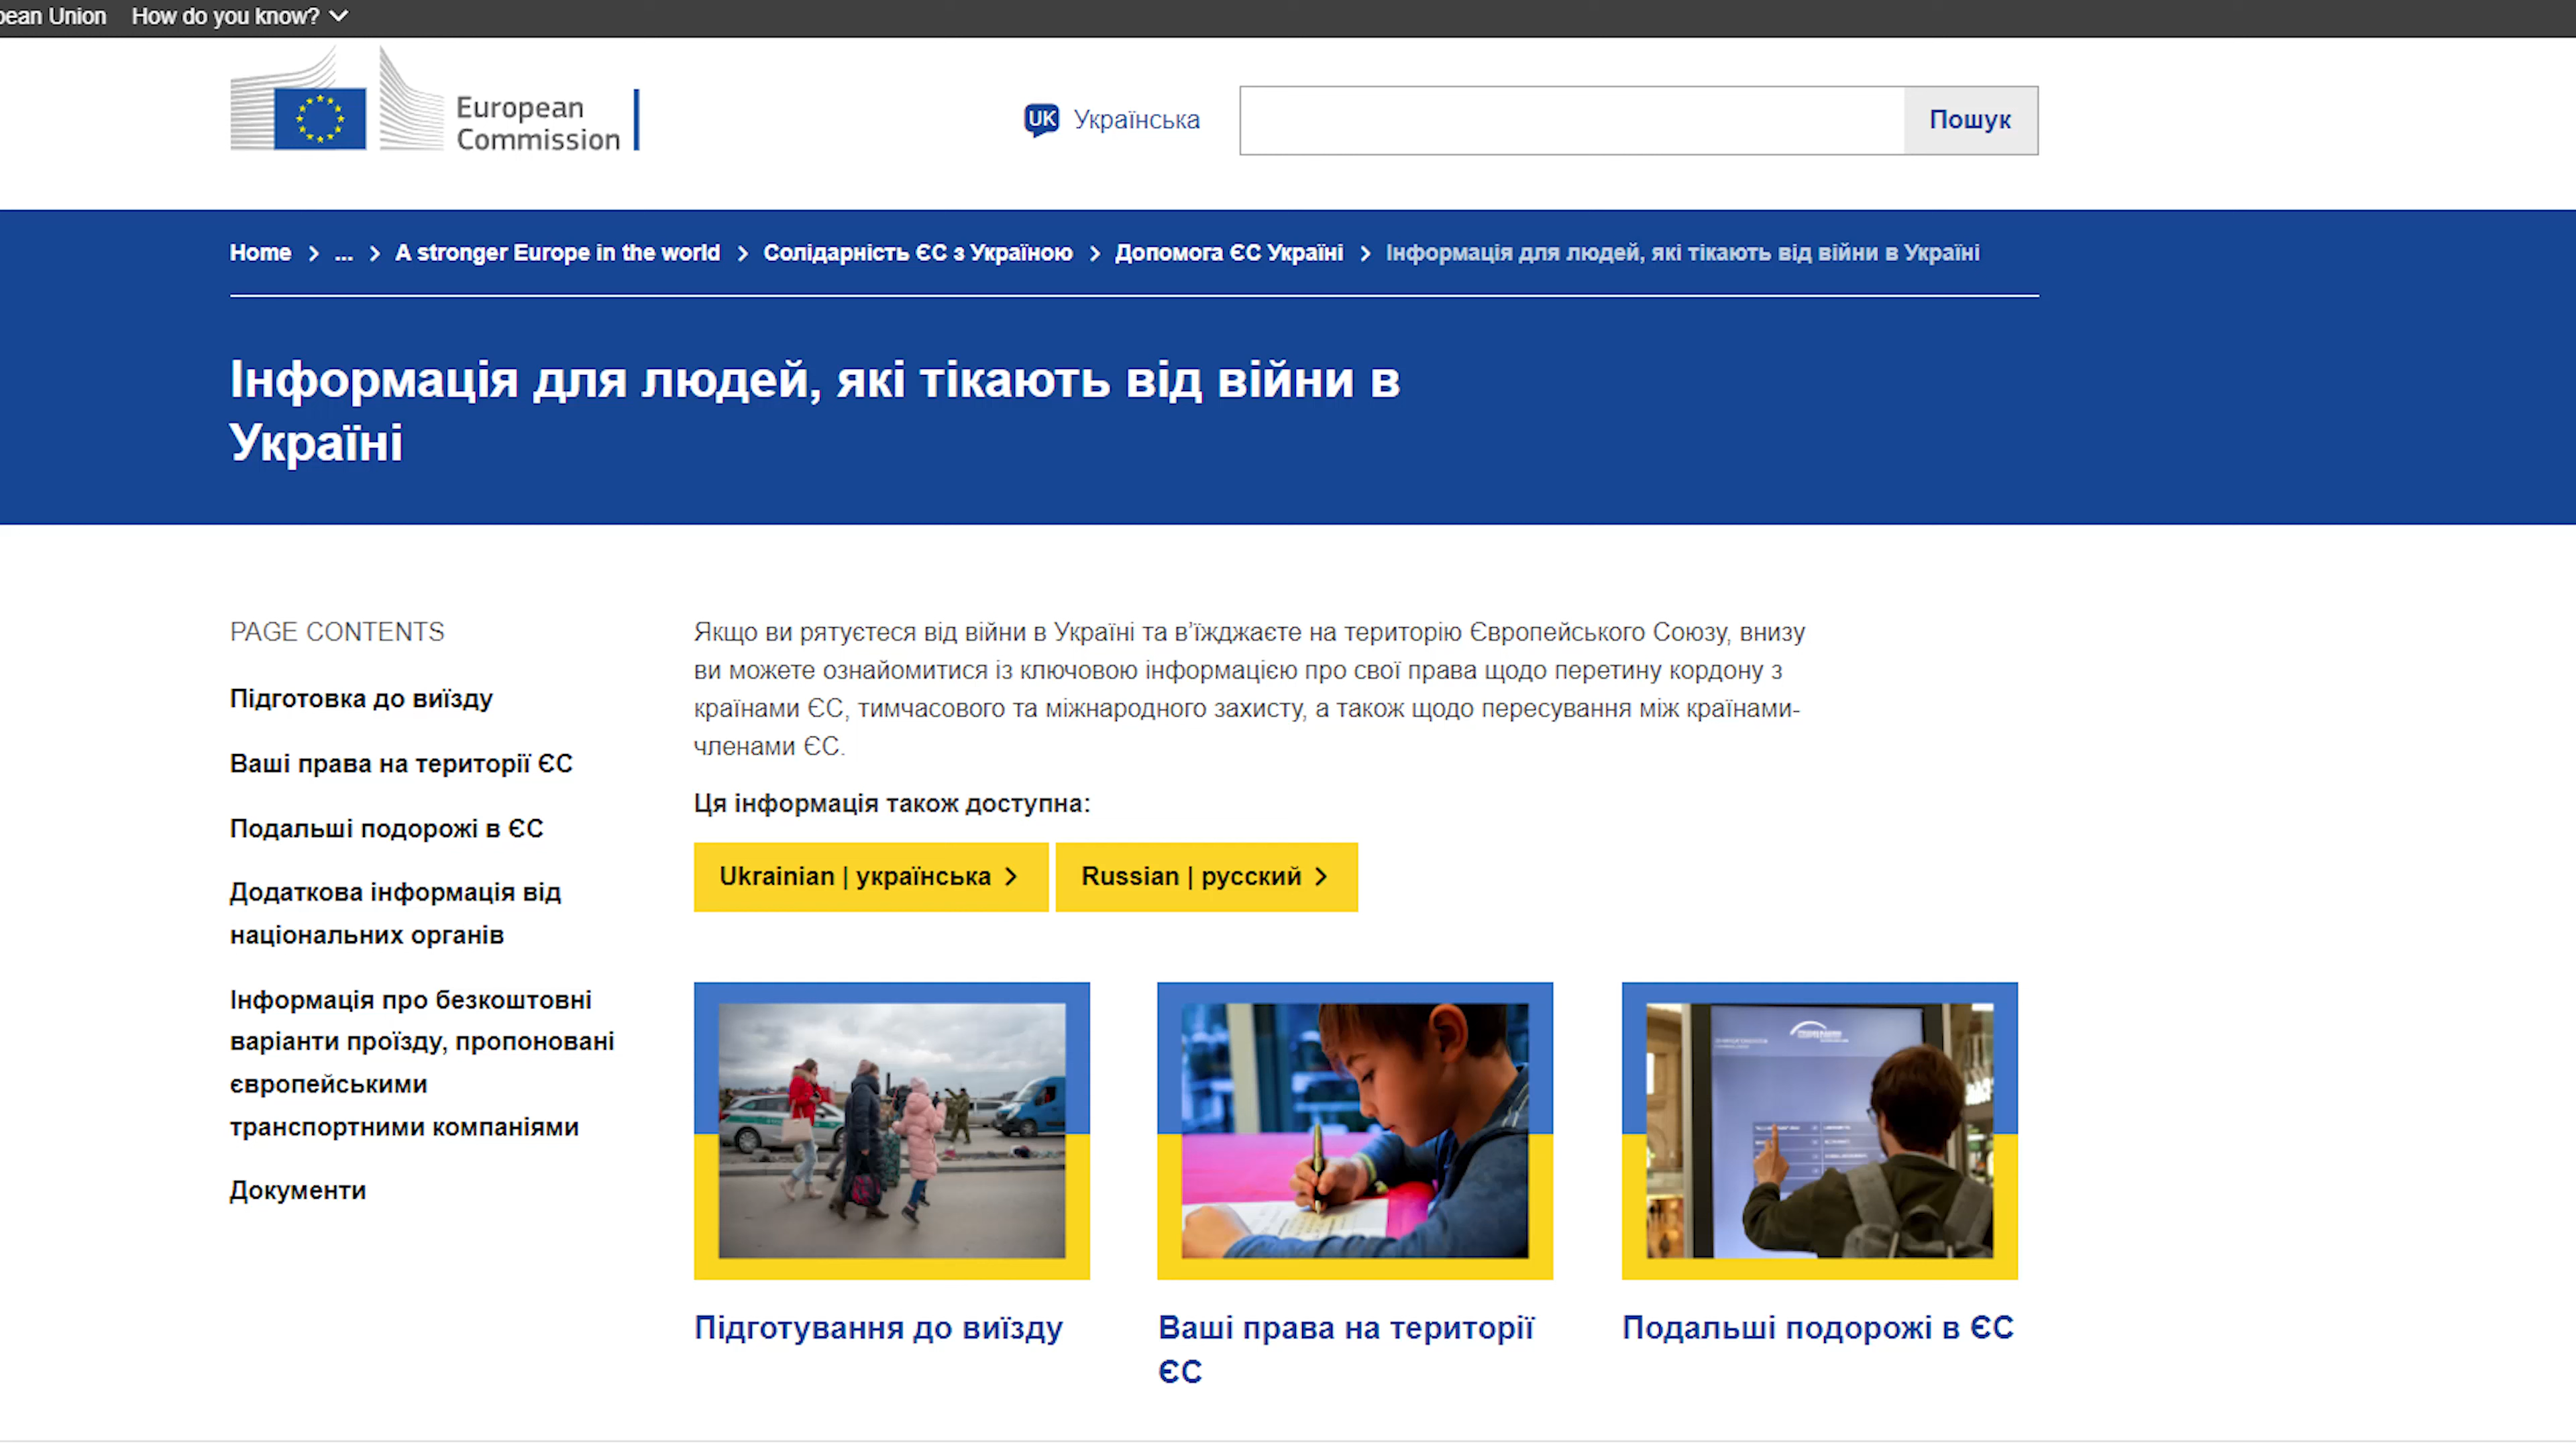 pean Union How do you know?
European
Commission
UK Українська
Пошук
Home > ... > A stronger Europe in the world > Солідарність ЄС з Україною > Допомога ЄС Україні > Інформація для людей, які тікають від війни в Україні
Інформація для людей, які тікають від війни в
Україні
PAGE CONTENTS
Підготовка до виїзду
Ваші права на території ЄС
Подальші подорожі в ЄС
Додаткова інформація від
національних органів
Інформація про безкоштовні
варіанти проїзду, пропоновані
європейськими
транспортними компаніями
Документи
Якщо ви рятуєтеся від війни в Україні та в’їжджаєте на територію Європейського Союзу, внизу
ви можете ознайомитися із ключовою інформацією про свої права щодо перетину кордону з
країнами ЄС, тимчасового та міжнародного захисту, а також щодо пересування між країнами-
членами ЄС.
Ця інформація також доступна:
Ukrainian | українська >
Russian | русский >
Підготування до виїзду
Ваші права на території
ЄС
Подальші подорожі в ЄС